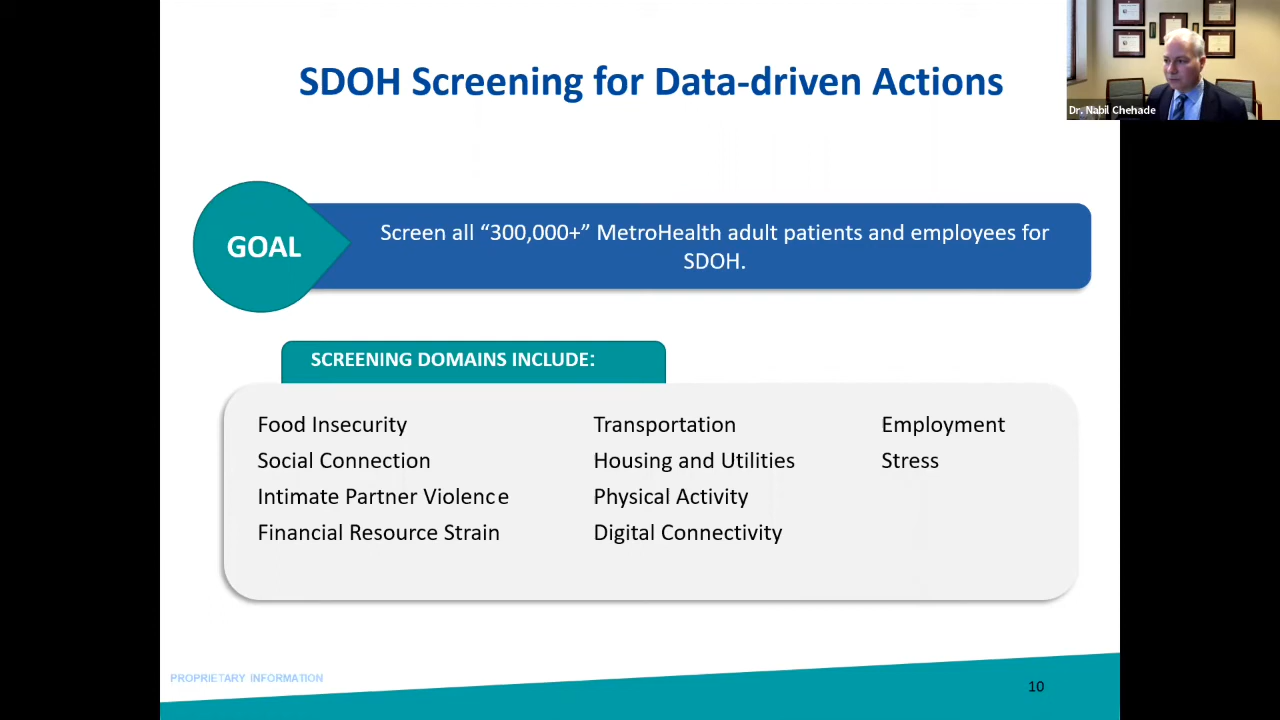 SDOH Screening for Data-driven Actions
Dr. Nabil Chehade
GOAL
Screen all “300,000+” MetroHealth adult patients and employees for
SDOH.
SCREENING DOMAINS INCLUDE:
Food Insecurity
Social Connection
Intimate Partner Violence
Financial Resource Strain
Transportation
Housing and Utilities
Physical Activity
Digital Connectivity
Employment
Stress
PROPRIETARY INFORMATION
10